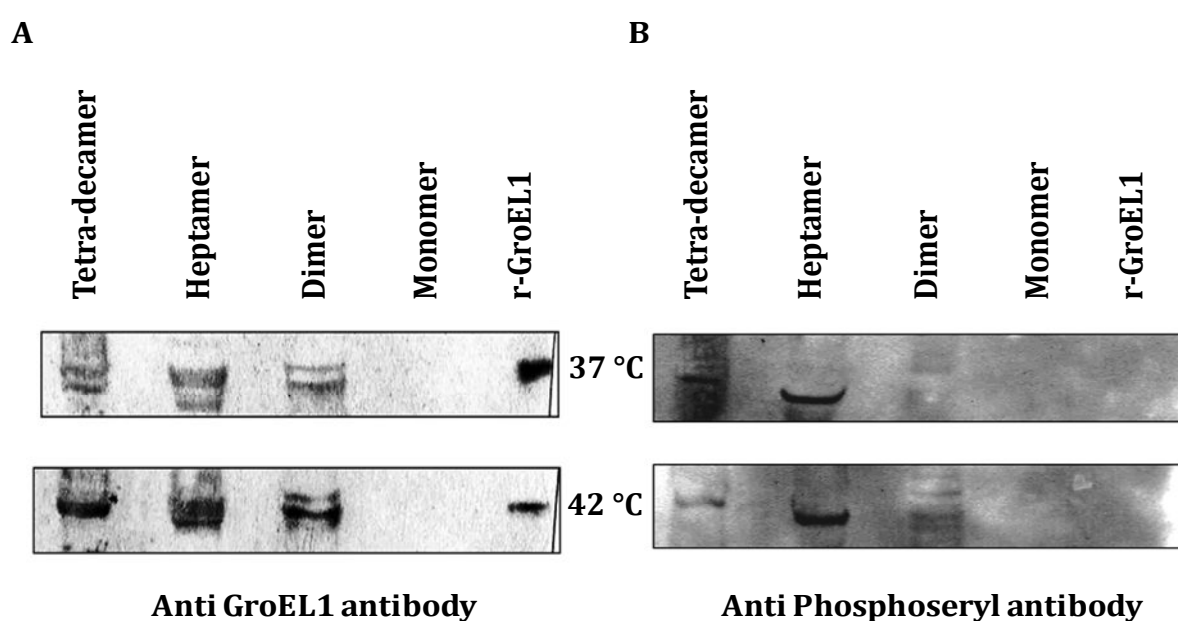 A
B
Tetra-decamer
Heptamer
Dimer
Monomer
r-GroEL1
Tetra-decamer
Heptamer
Dimer
Monomer
r-GroEL1
37 °C
42 °C
Anti GroEL1 antibody
Anti Phosphoseryl antibody